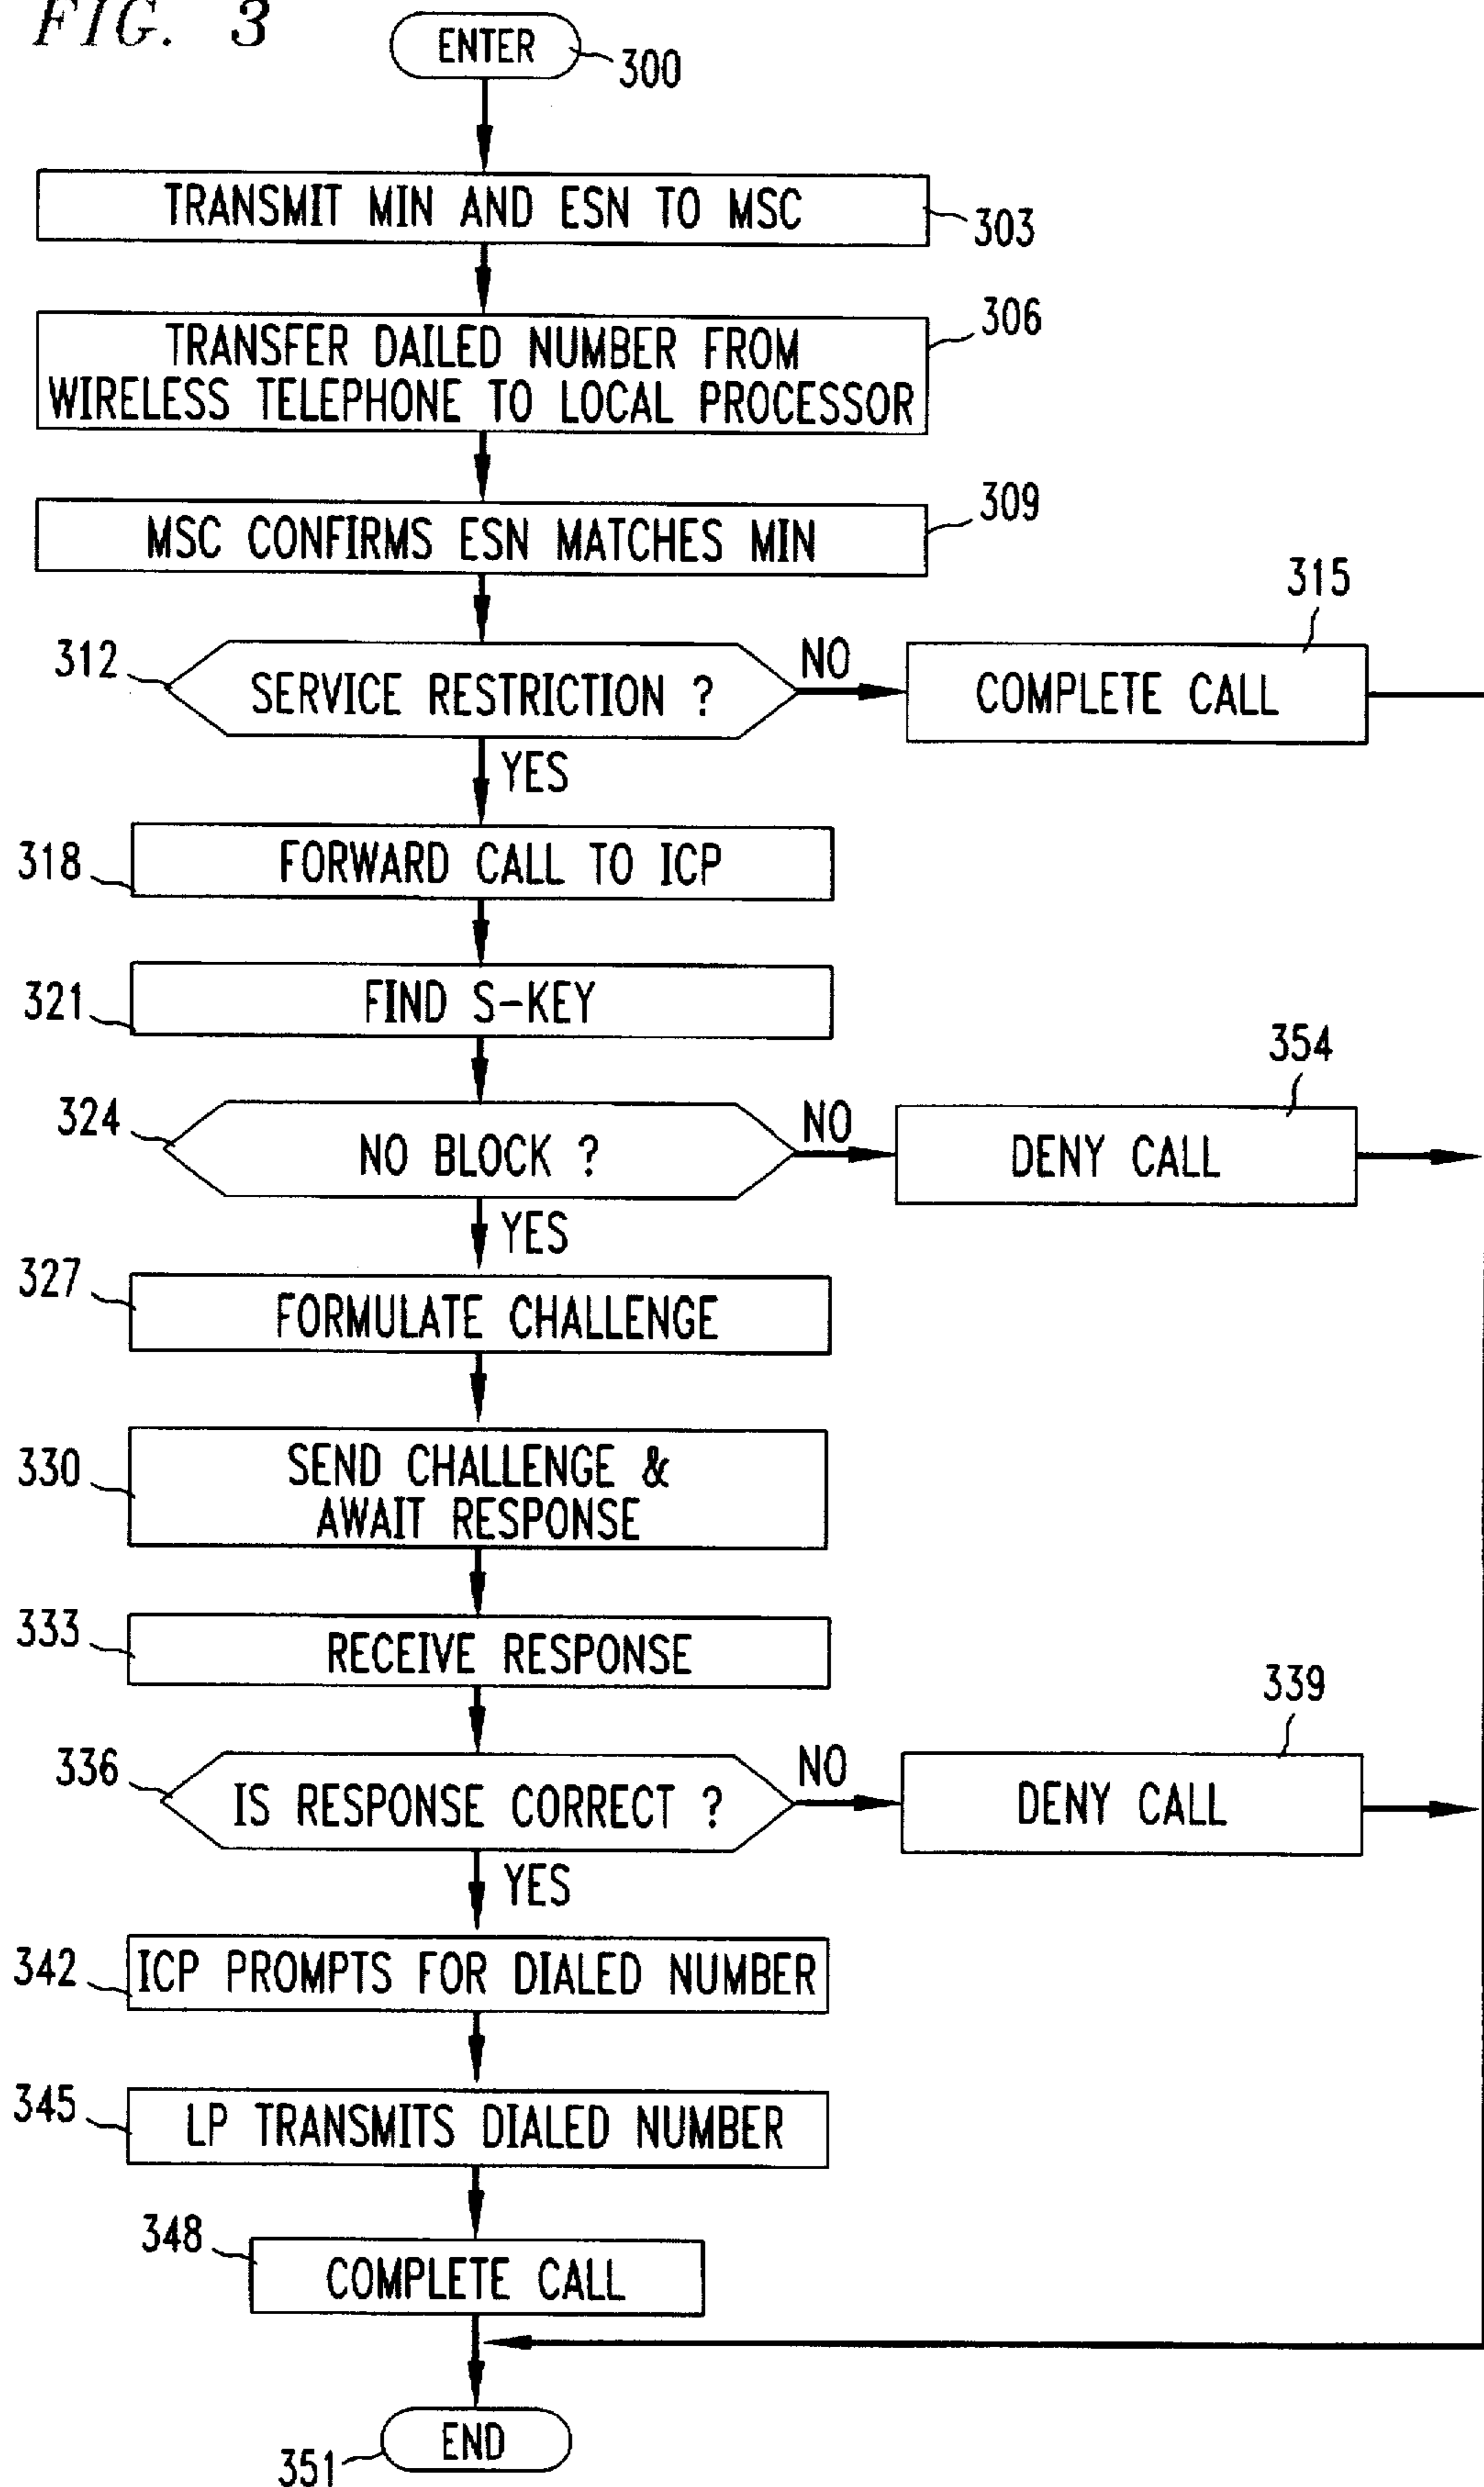 FIG. 3
ENTER
300
TRANSMIT MIN AND ESN TO MSC
303
306
TRANSFER DAILED NUMBER FROM
WIRELESS TELEPHONE TO LOCAL PROCESSOR
309
MSC CONFIRMS ESN MATCHES MIN
315
312
SERVICE RESTRICTION ?
NO
COMPLETE CALL
YES
318
FORWARD CALL TO ICP
321
FIND S-KEY
354
324
NO BLOCK ?
NO
DENY CALL
YES
327
FORMULATE CHALLENGE
330
SEND CHALLENGE &
AWAIT RESPONSE
333
RECEIVE RESPONSE
339
336
IS RESPONSE CORRECT ?
NO
DENY CALL
YES
342
ICP PROMPTS FOR DIALED NUMBER
345
LP TRANSMITS DIALED NUMBER
348
COMPLETE CALL
END
351